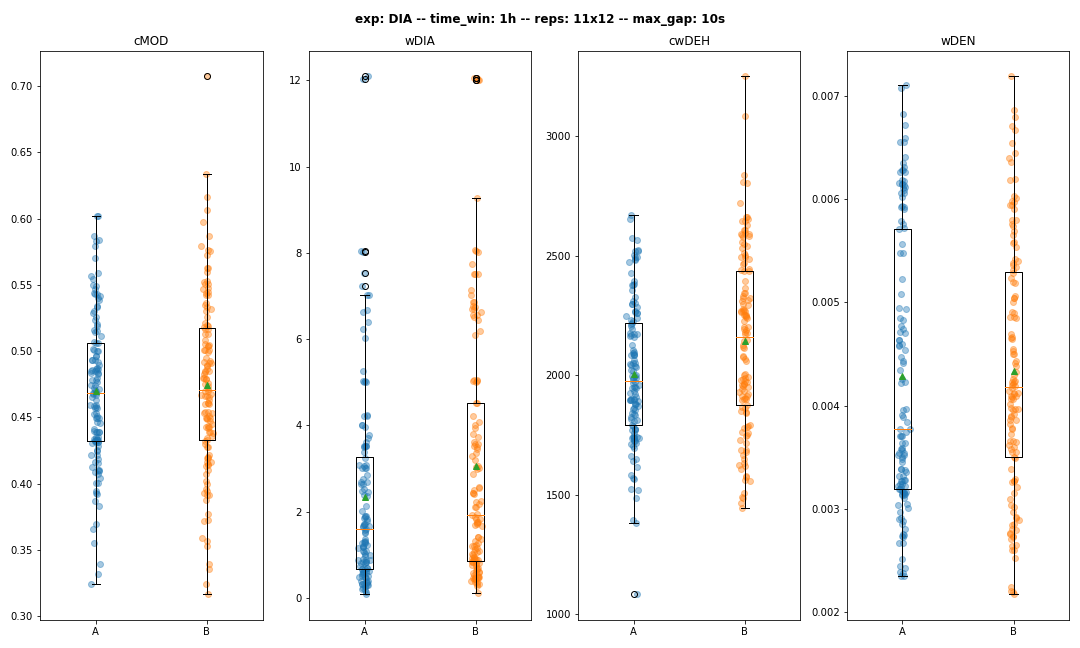 exp: DIA -- time_win: 1h -- reps: 11x12 -- max_gap: 10s
cMOD
0.70
0.65
0.60
0.55
0.50
0.45
0.40
0.35
0.30
A
B
wDIA
12
10
8
6
4
2
0
A
B
cwDEH
3000
2500
2000
1500
1000
A
B
wDEN
0.007
0.006
0.005
0.004
0.003
0.002
A
B